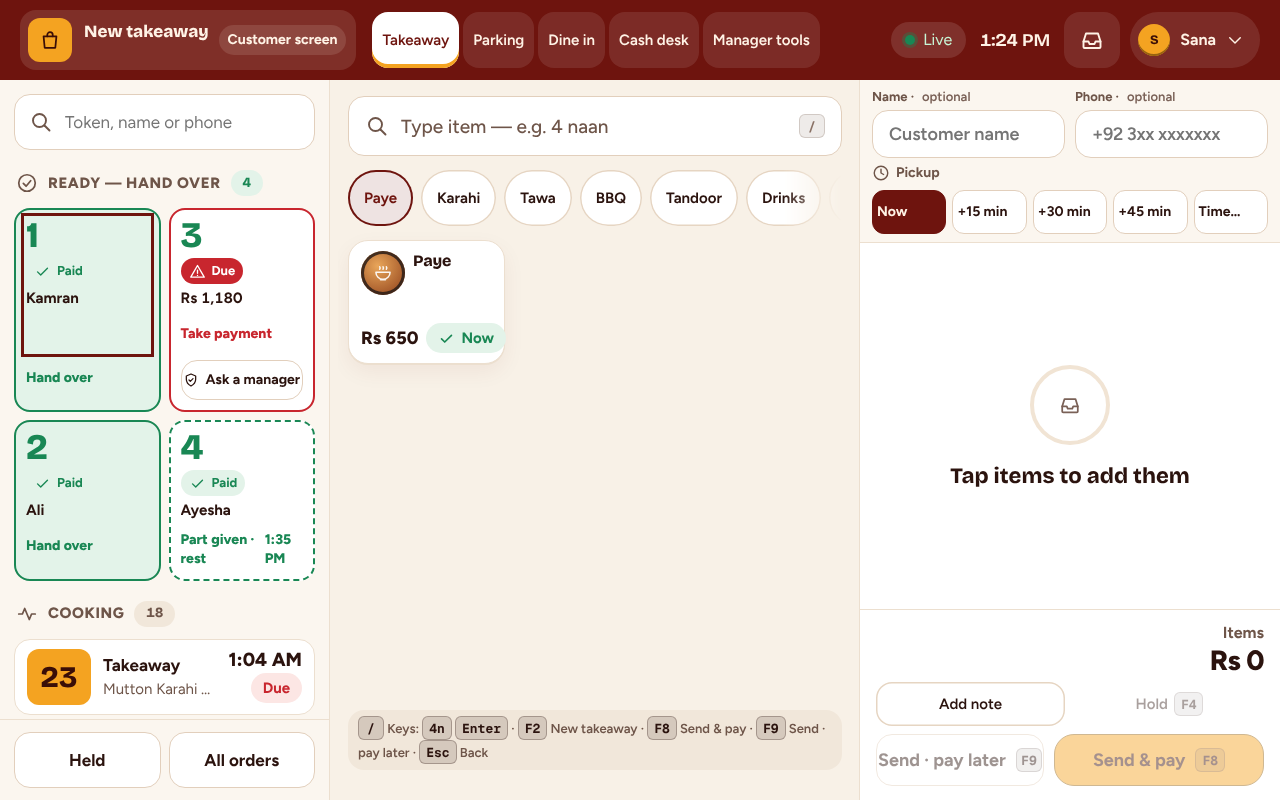 New takeaway
Customer screen
Takeaway
Parking
Dine in
Cash desk
Manager tools
Live
1:24 PM
S
Sana
Token, name or phone
READY — HAND OVER
4
1
Paid
Kamran
Hand over
3
Due
Rs 1,180
Take payment
Ask a manager
2
Paid
Ali
Hand over
4
Paid
Ayesha
Part given · rest
1:35 PM
COOKING
18
23
Takeaway
Mutton Karahi ...
1:04 AM
Due
Held
All orders
Type item — e.g. 4 naan
/
Paye
Karahi
Tawa
BBQ
Tandoor
Drinks
Paye
Rs 650
Now
/ Keys: 4n Enter · F2 New takeaway · F8 Send & pay · F9 Send ·
pay later · Esc Back
Name · optional
Customer name
Phone · optional
+92 3xx xxxxxxx
Pickup
Now
+15 min
+30 min
+45 min
Time...
Tap items to add them
Items
Rs 0
Add note
Hold F4
Send · pay later F9
Send & pay F8